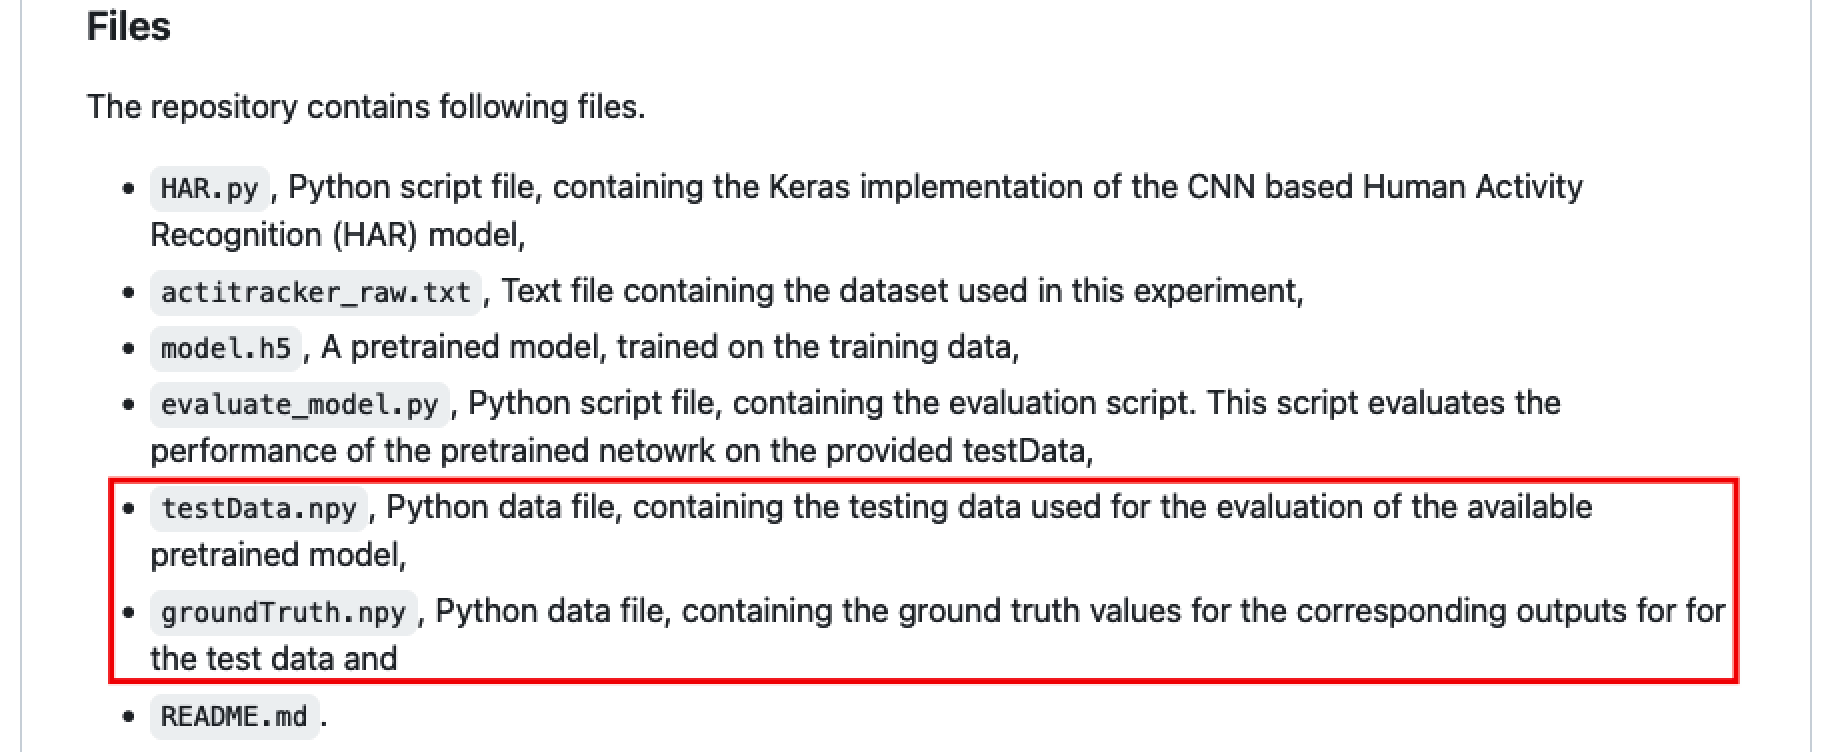 Files
The repository contains following files.
• HAR.py, Python script file, containing the Keras implementation of the CNN based Human Activity
Recognition (HAR) model,
• actitracker_raw.txt, Text file containing the dataset used in this experiment,
• model.h5, A pretrained model, trained on the training data,
• evaluate_model.py, Python script file, containing the evaluation script. This script evaluates the
performance of the pretrained netowrk on the provided testData,
• testData.npy, Python data file, containing the testing data used for the evaluation of the available
pretrained model,
• groundTruth.npy, Python data file, containing the ground truth values for the corresponding outputs for for
the test data and
• README.md.